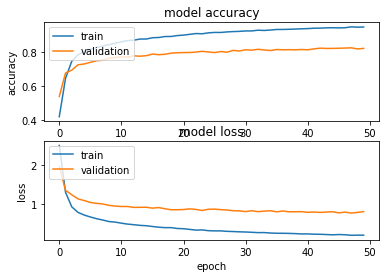 model accuracy
train
validation
accuracy
0.8
0.6
0.4
0 10 20 30 40 50
model loss
train
validation
loss
2
1
0 10 20 30 40 50
epoch